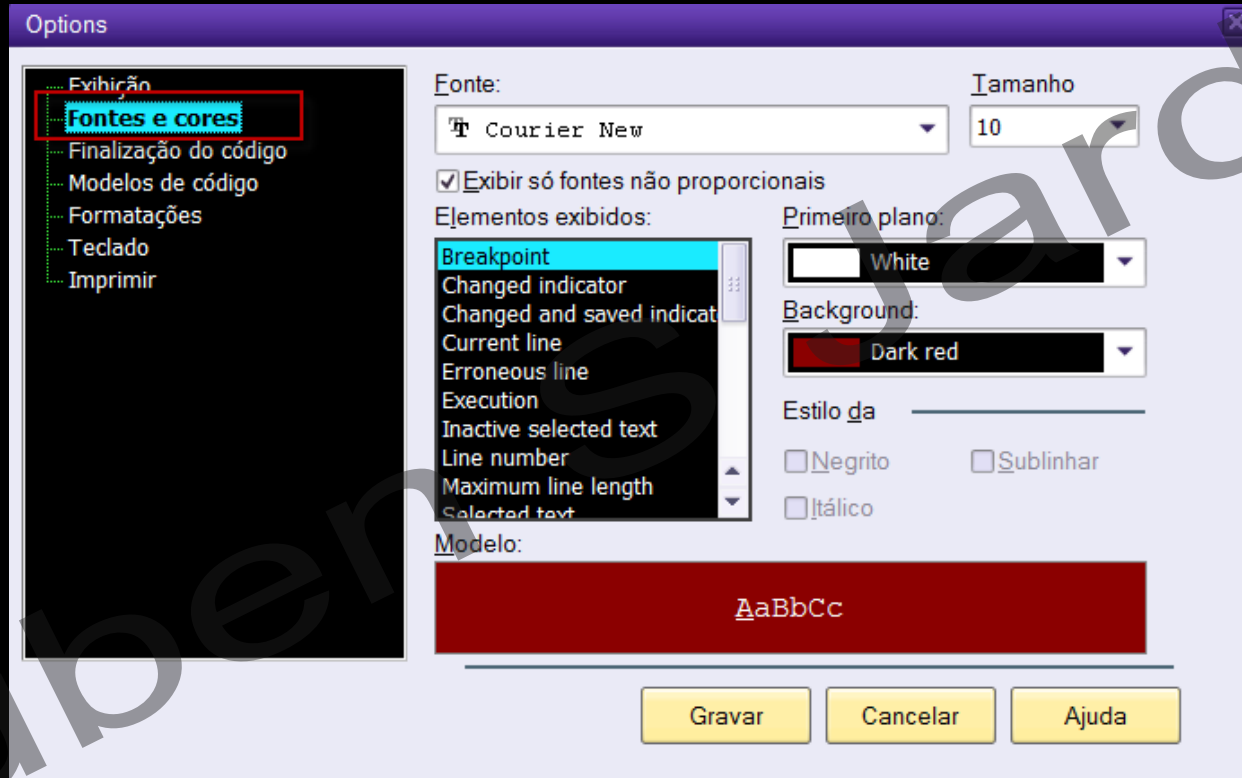 Options
Exibição
Fontes e cores
Finalização do código
Modelos de código
Formatações
Teclado
Imprimir
Fonte:
Tamanho
Courier New
10
Exibir só fontes não proporcionais
Elementos exibidos:
Primeiro plano:
Breakpoint
Changed indicator
Changed and saved indicat
Current line
Erroneous line
Execution
Inactive selected text
Line number
Maximum line length
Selected text
White
Background:
Dark red
Estilo da
Negrito
Sublinhar
Itálico
Modelo:
AaBbCc
Gravar
Cancelar
Ajuda